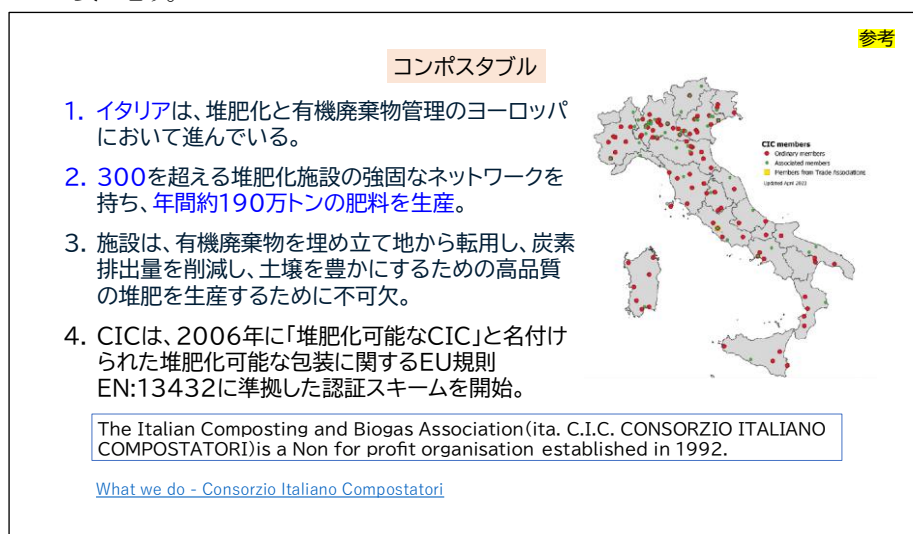 参考
コンポスタブル
1. イタリアは、堆肥化と有機廃棄物管理のヨーロッパ
において進んでいる。
2. 300を超える堆肥化施設の強固なネットワークを
持ち、年間約190万トンの肥料を生産。
3. 施設は、有機廃棄物を埋め立て地から転用し、炭素
排出量を削減し、土壌を豊かにするための高品質
の堆肥を生産するために不可欠。
4. CICは、2006年に「堆肥化可能なCIC」と名付け
られた堆肥化可能な包装に関するEU規則
EN:13432に準拠した認証スキームを開始。
CIC members
Ordinary members
Associated members
Members from Trade Associations
The Italian Composting and Biogas Association(ita. C.I.C. CONSORZIO ITALIANO
COMPOSTATORI)is a Non for profit organisation established in 1992.
What we do - Consorzio Italiano Compostatori